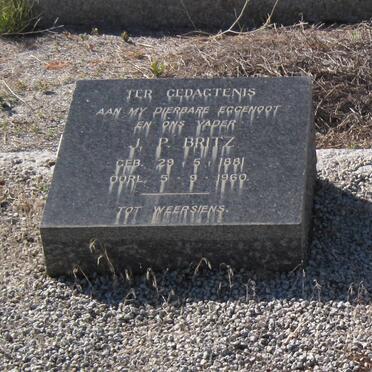 TER GEDAGTENIS
AAN MY DIERBARE EGGENOOT
EN ONS VADER
J. P. BRITZ
GEB. 29 - 5 - 1881
OORL. 5 - 9 - 1960.
TOT WEERSIENS.